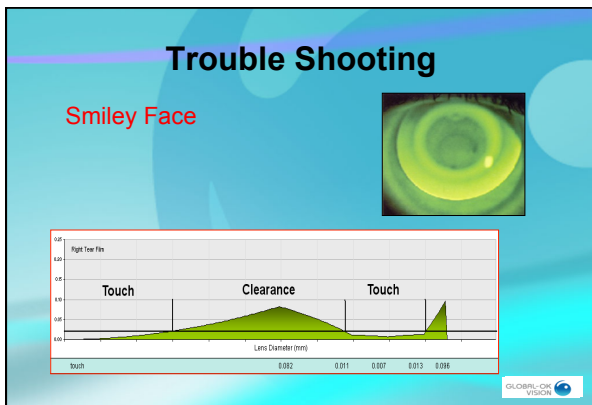 Trouble Shooting
Smiley Face
0.25
Right Tear Film
0.20
0.15
Touch
Clearance
Touch
0.10
0.05
0.00
Lens Diameter (mm)
touch 0.082 0.011 0.007 0.013 0.096
GLOBAL-OK
VISION